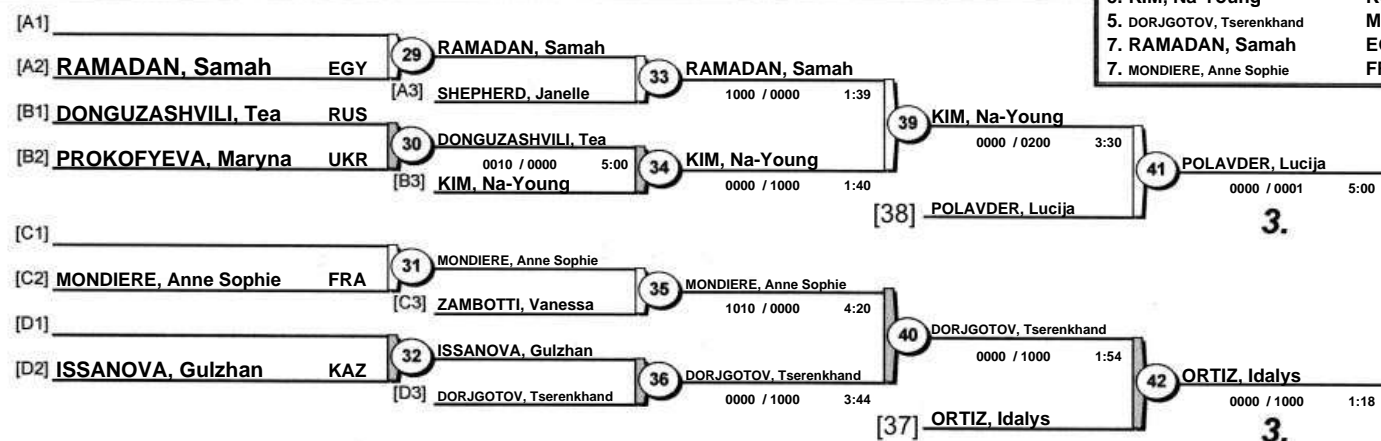 3. KIM, Na-Young
5. DORJGOTOV, Tserenkhand M
7. RAMADAN, Samah
7. MONDIERE, Anne Sophie
[A1]
[A2] RAMADAN, Samah EGY
29
RAMADAN, Samah
[A3] SHEPHERD, Janelle
33
RAMADAN, Samah
1000 / 0000 1:39
[B1] DONGUZASHVILI, Tea RUS
[B2] PROKOFYEVA, Maryna UKR
30
DONGUZASHVILI, Tea
0010 / 0000 5:00
[B3] KIM, Na-Young
34
KIM, Na-Young
0000 / 1000 1:40
39
KIM, Na-Young
0000 / 0200 3:30
[38] POLAVDER, Lucija
41
POLAVDER, Lucija
0000 / 0001 5:00
3.
[C1]
[C2] MONDIERE, Anne Sophie FRA
31
MONDIERE, Anne Sophie
[C3] ZAMBOTTI, Vanessa
35
MONDIERE, Anne Sophie
1010 / 0000 4:20
[D1]
[D2] ISSANOVA, Gulzhan KAZ
32
ISSANOVA, Gulzhan
[D3] DORJGOTOV, Tserenkhand
36
DORJGOTOV, Tserenkhand
0000 / 1000 3:44
40
DORJGOTOV, Tserenkhand
0000 / 1000 1:54
[37] ORTIZ, Idalys
42
ORTIZ, Idalys
0000 / 1000 1:18
3.